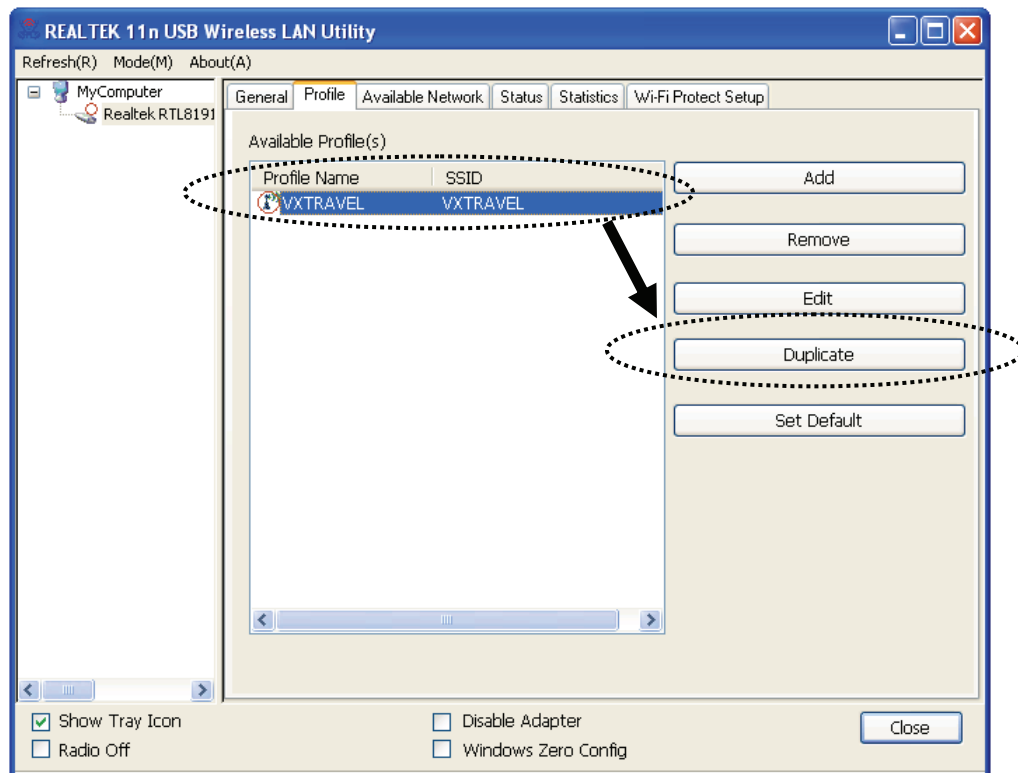 REALTEK 11n USB Wireless LAN Utility
Refresh(R) Mode(M) About(A)
MyComputer
Realtek RTL8191
General Profile Available Network Status Statistics Wi-Fi Protect Setup
Available Profile(s)
Profile Name SSID
VXTRAVEL VXTRAVEL
Add
Remove
Edit
Duplicate
Set Default
Show Tray Icon
Radio Off
Disable Adapter
Windows Zero Config
Close